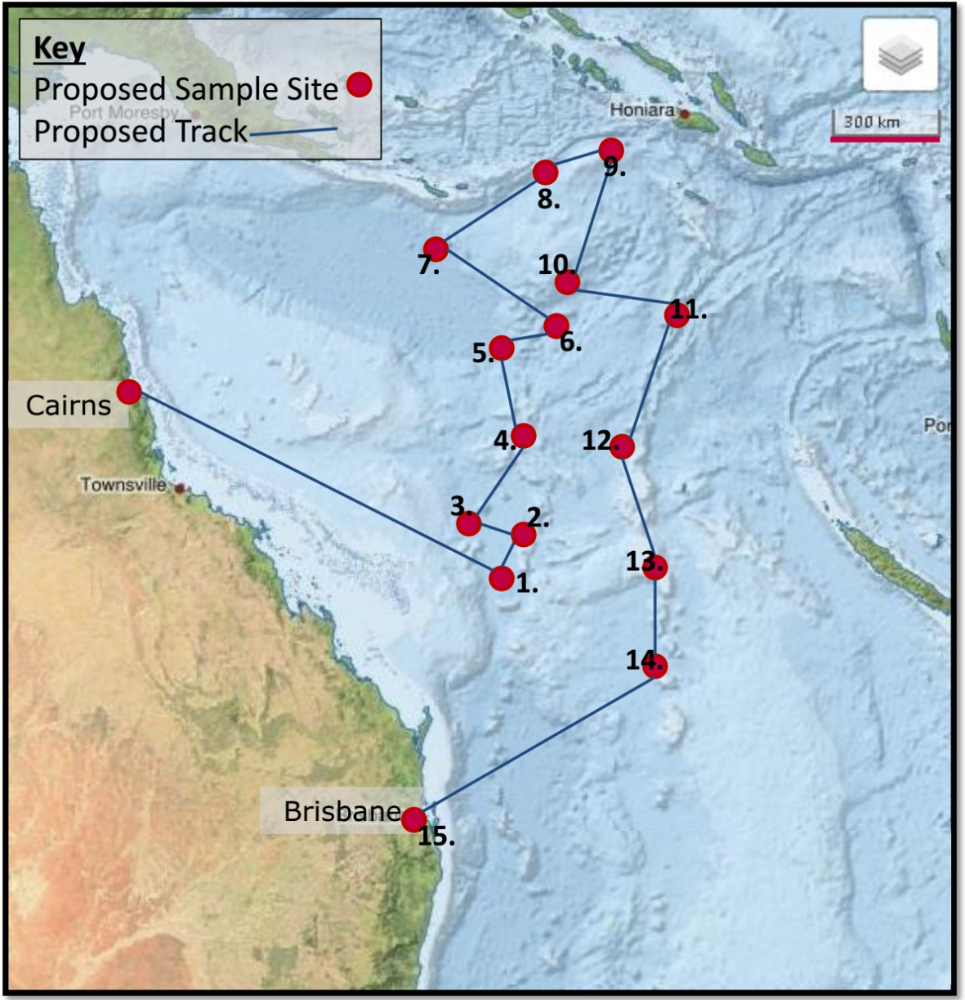 Key
Proposed Sample Site
Port Moresby
Proposed Track
Honiara
300 km
9.
8.
7.
10.
11.
6.
5.
Cairns
4.
12.
Por
Townsville
3.
2.
13.
1.
14.
Brisbane
15.